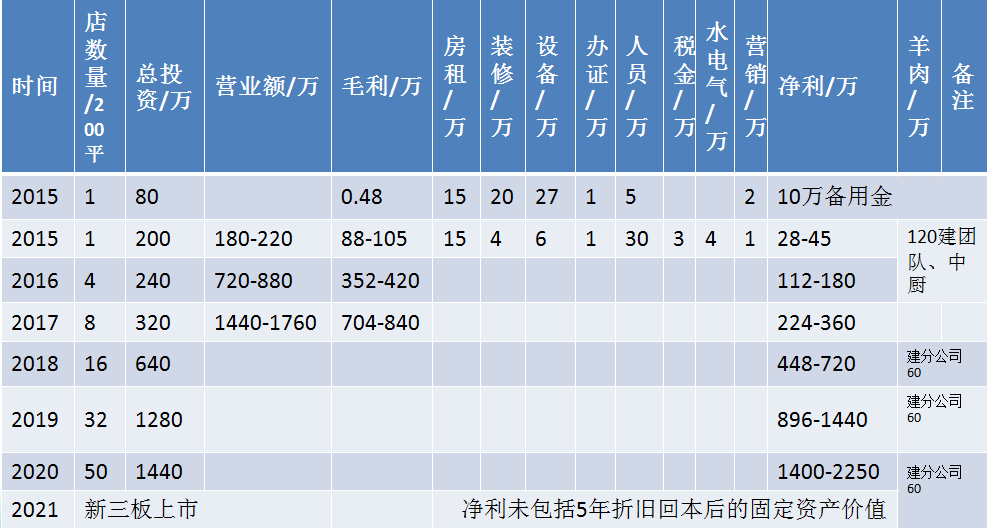 时间 店数量/200平 总投资/万 营业额/万 毛利/万 房租/万 装修/万 设备/万 办证/万 人员/万 税金/万 水电气/万 营销/万 净利/万 羊肉/万 备注
2015 1 80 0.48 15 20 27 1 5 2 10万备用金
2015 1 200 180-220 88-105 15 4 6 1 30 3 4 1 28-45 120建团队、中厨
2016 4 240 720-880 352-420 112-180
2017 8 320 1440-1760 704-840 224-360
2018 16 640 448-720 建分公司60
2019 32 1280 896-1440 建分公司60
2020 50 1440 1400-2250 建分公司60
2021 新三板上市 净利未包括5年折旧回本后的固定资产价值